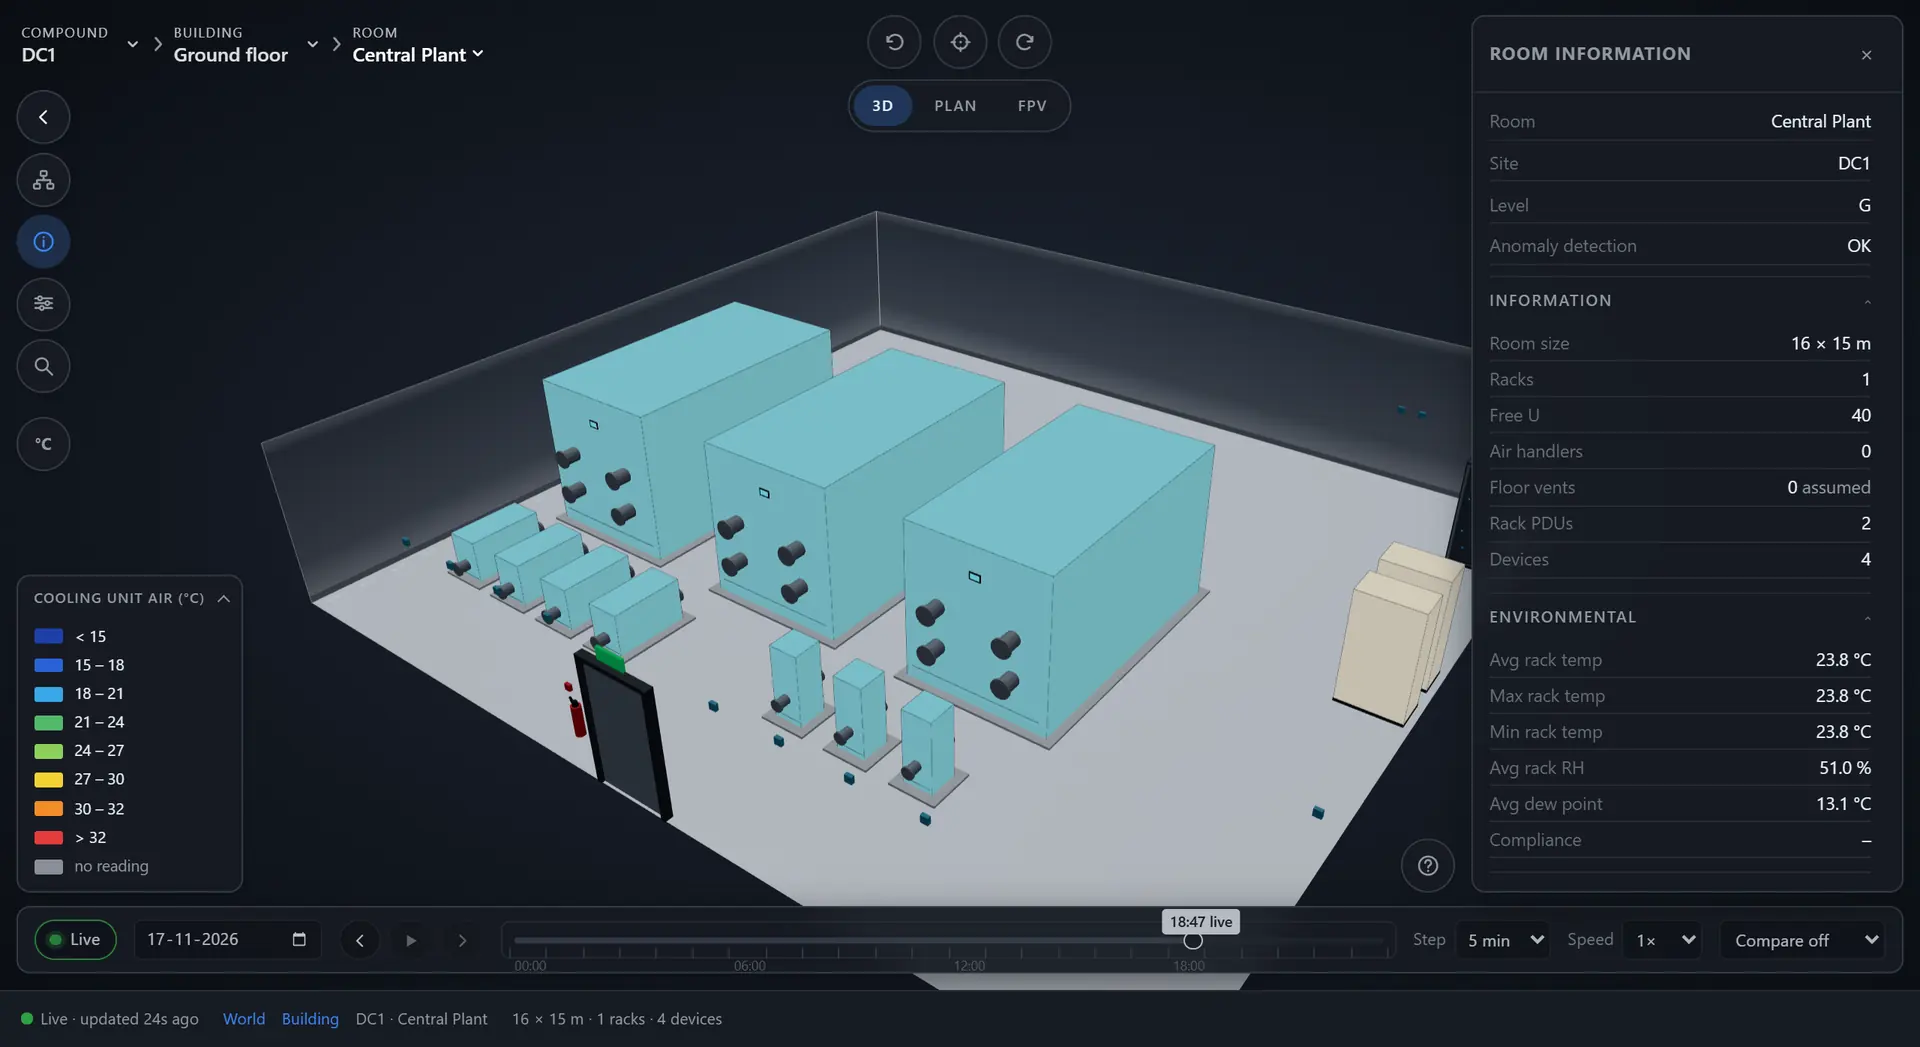 COMPOUND
DC1
BUILDING
Ground floor
ROOM
Central Plant
3D
PLAN
FPV
°C
COOLING UNIT AIR (°C)
< 15
15 – 18
18 – 21
21 – 24
24 – 27
27 – 30
30 – 32
> 32
no reading
ROOM INFORMATION
×
Room Central Plant
Site DC1
Level G
Anomaly detection OK
INFORMATION
Room size 16 × 15 m
Racks 1
Free U 40
Air handlers 0
Floor vents 0 assumed
Rack PDUs 2
Devices 4
ENVIRONMENTAL
Avg rack temp 23.8 °C
Max rack temp 23.8 °C
Min rack temp 23.8 °C
Avg rack RH 51.0 %
Avg dew point 13.1 °C
Compliance –
Live
17-11-2026
18:47 live
00:00
06:00
12:00
18:00
Step 5 min
Speed 1×
Compare off
Live · updated 24s ago World Building DC1 · Central Plant 16 × 15 m · 1 racks · 4 devices